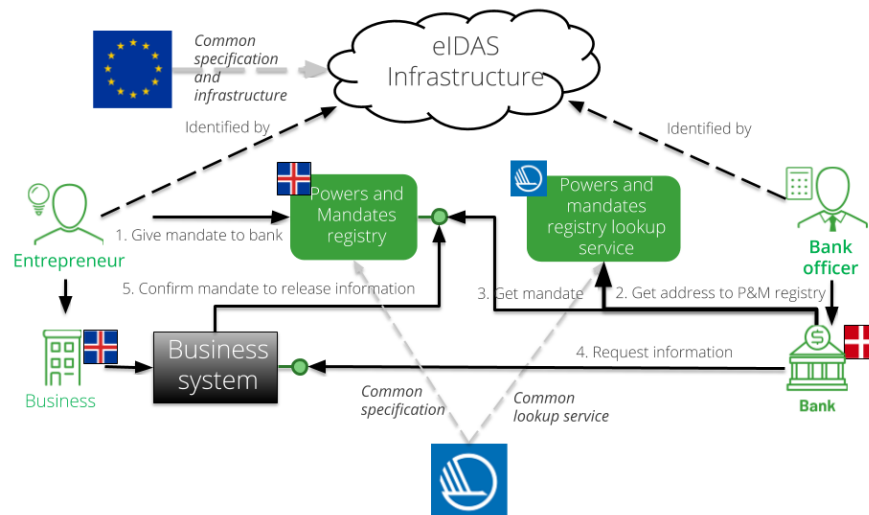 Common
specification
and
infrastructure
eIDAS
Infrastructure
Identified by
Identified by
Powers and
Mandates
registry
Powers and
mandates
registry lookup
service
1. Give mandate to bank
Entrepreneur
Bank
officer
5. Confirm mandate to release information
3. Get mandate
2. Get address to P&M registry
Business
system
4. Request information
Business
Common
specification
Common
lookup service
Bank